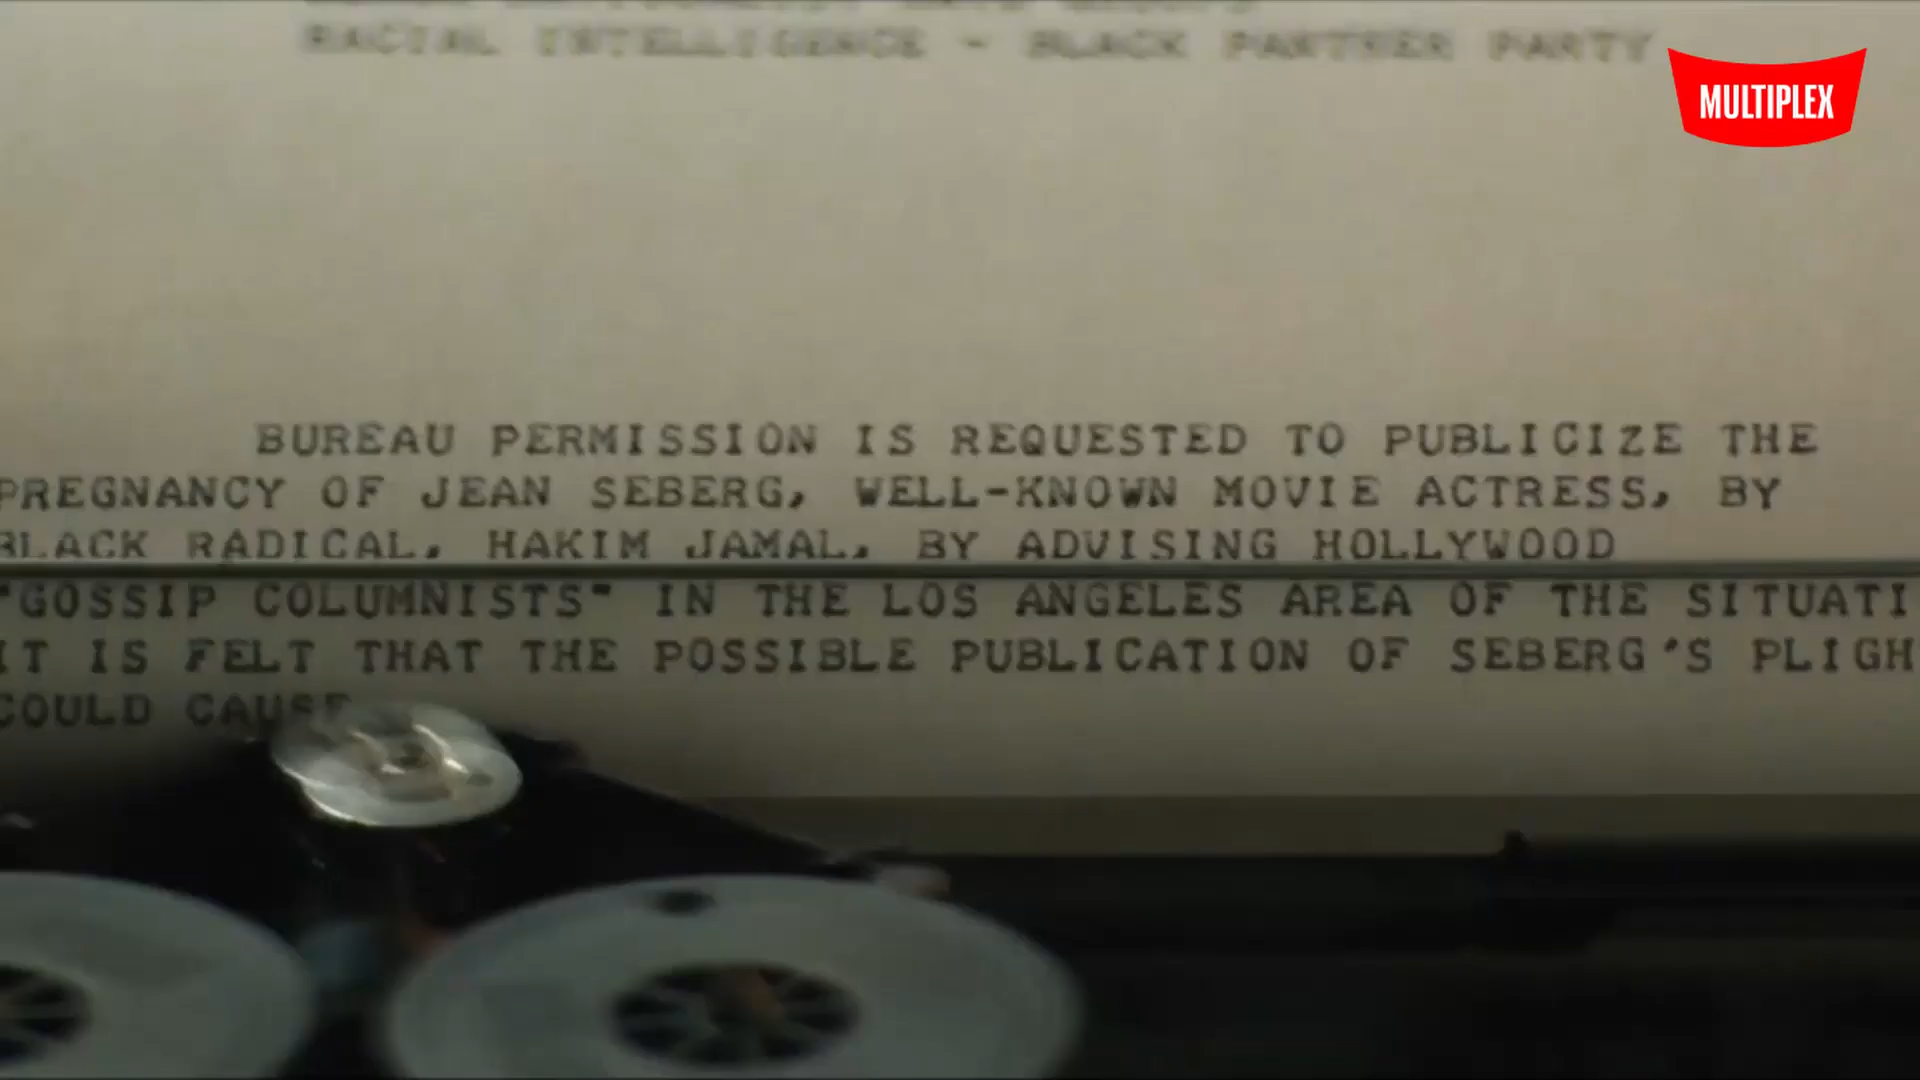 RACIAL INTELLIGENCE - BLACK PANTHER PARTY
MULTIPLEX
BUREAU PERMISSION IS REQUESTED TO PUBLICIZE THE
PREGNANCY OF JEAN SEBERG, WELL-KNOWN MOVIE ACTRESS, BY
BLACK RADICAL, HAKIM JAMAL, BY ADVISING HOLLYWOOD
"GOSSIP COLUMNISTS" IN THE LOS ANGELES AREA OF THE SITUATI
IT IS FELT THAT THE POSSIBLE PUBLICATION OF SEBERG'S PLIGH
COULD CAUSE